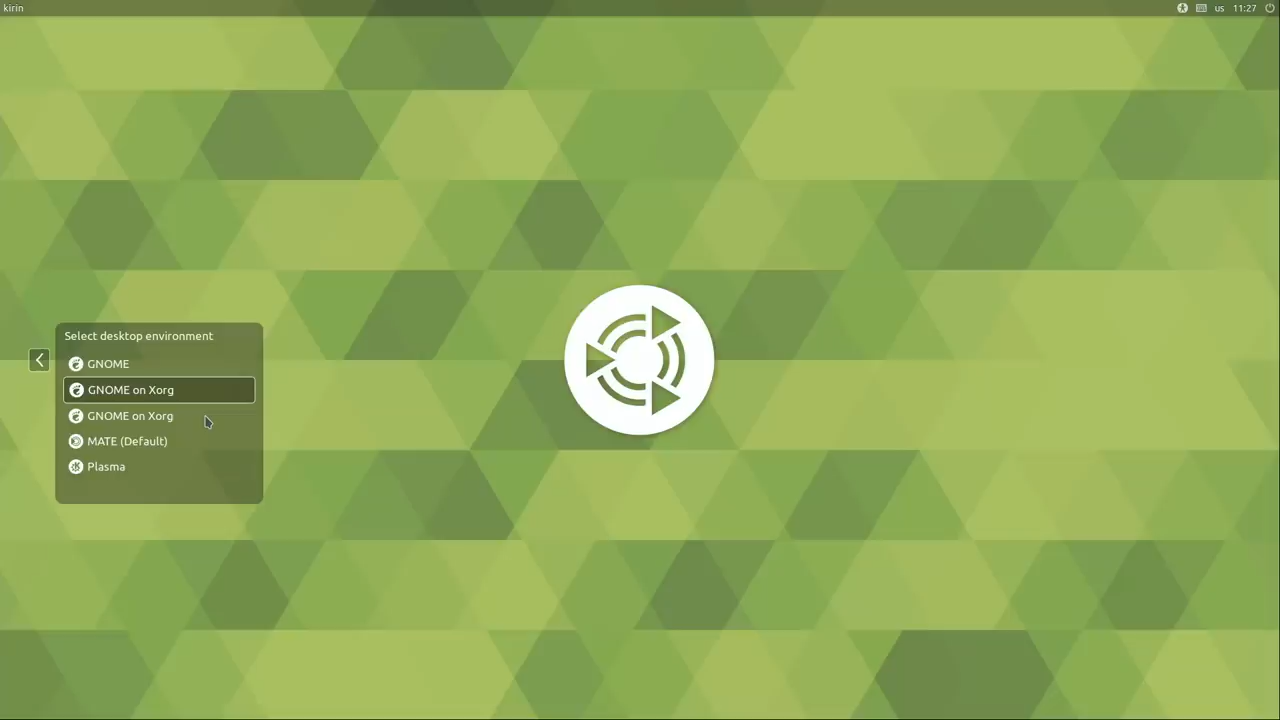 kirin
us 11:27
Select desktop environment
GNOME
GNOME on Xorg
GNOME on Xorg
MATE (Default)
Plasma